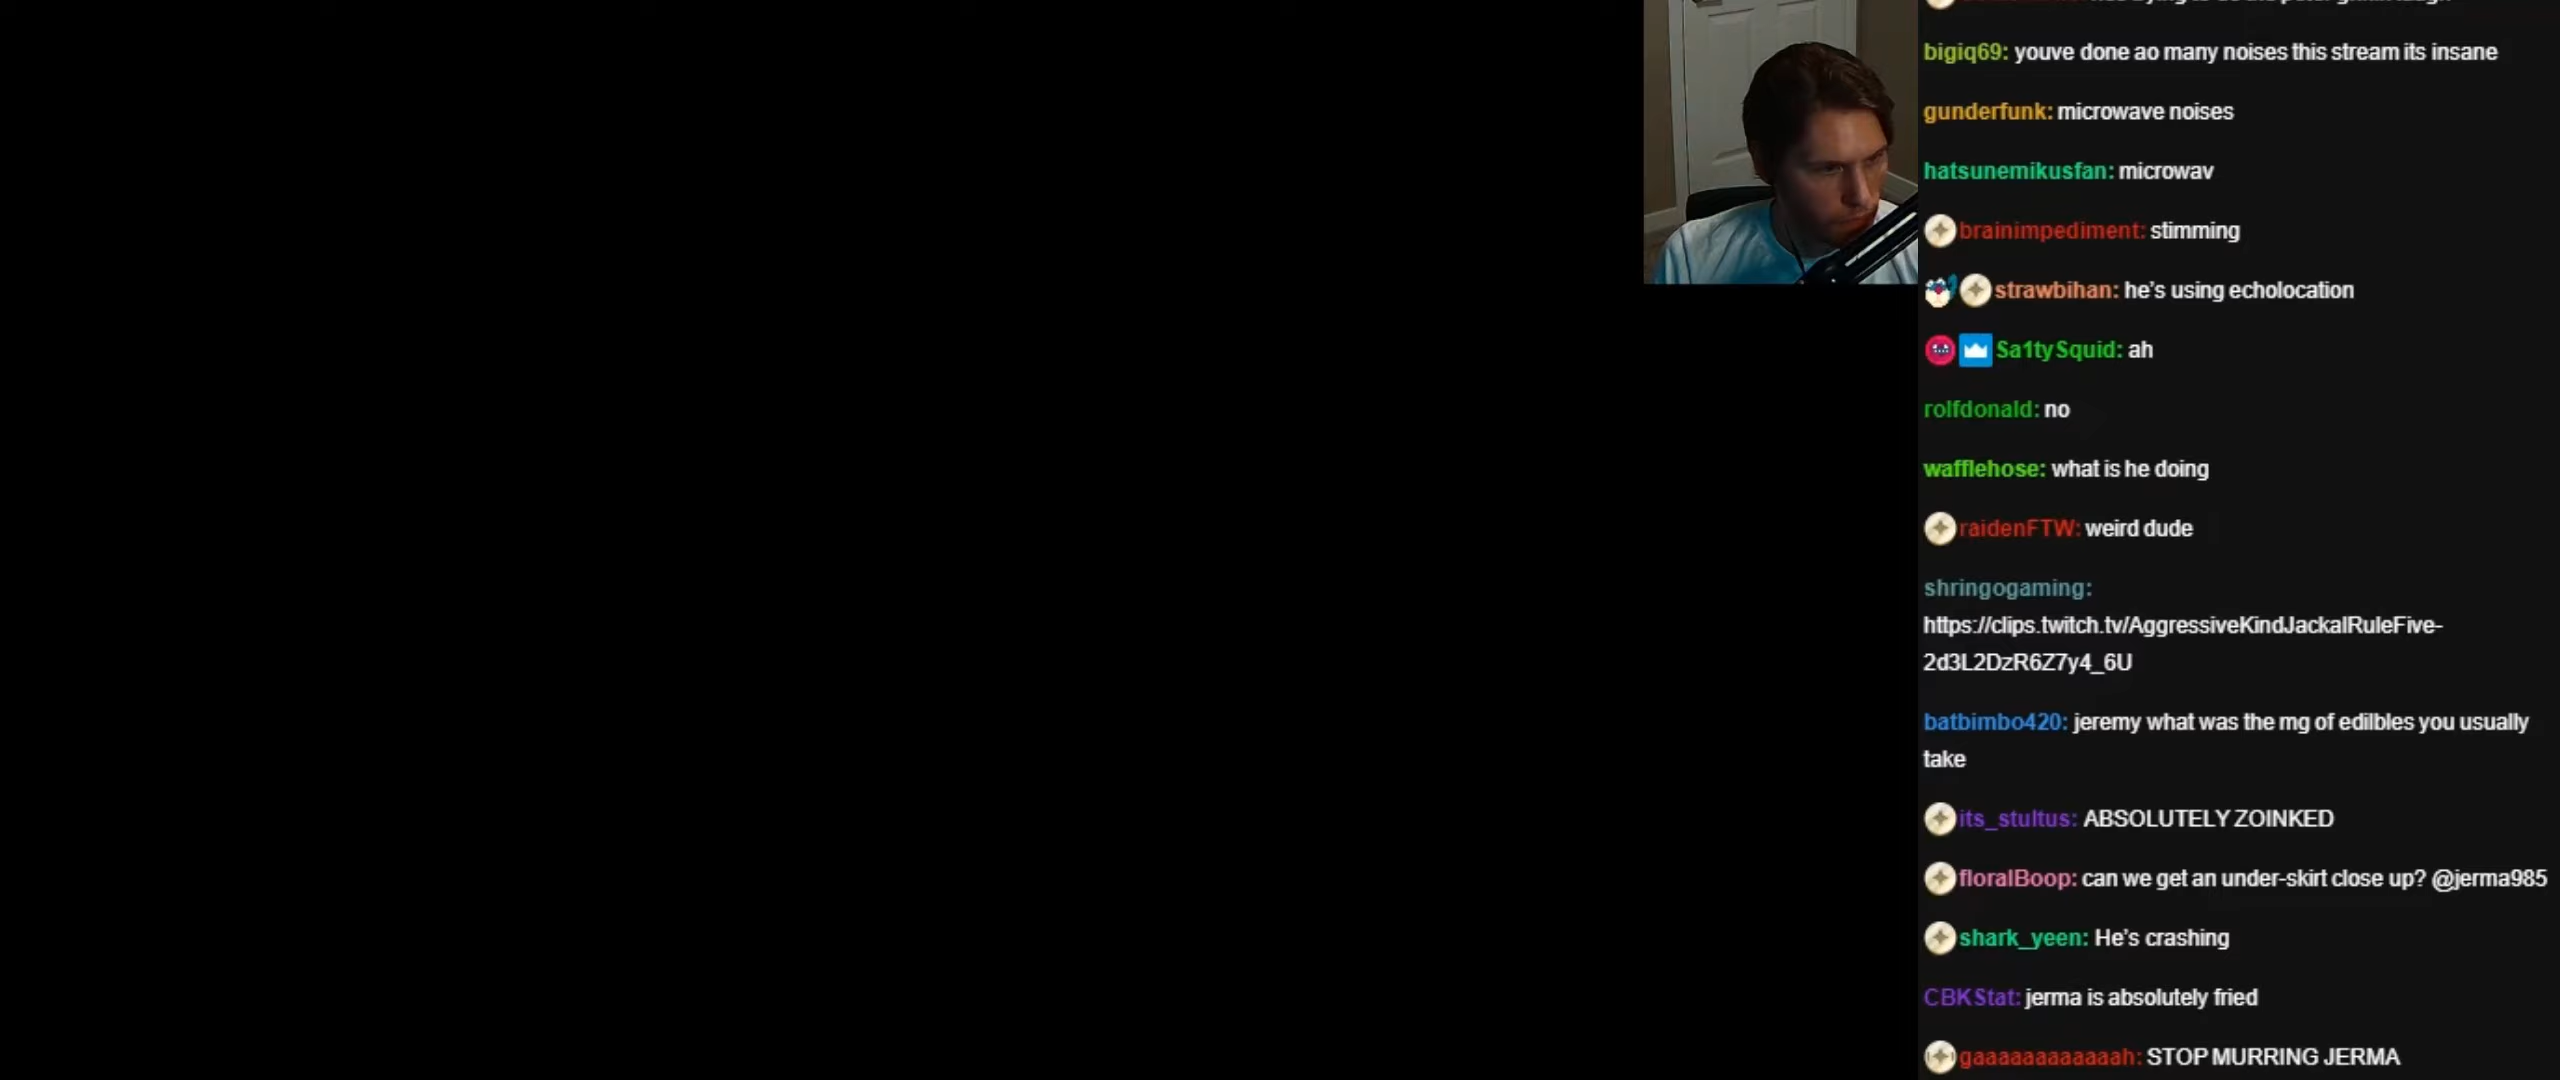 bigiq69: youve done ao many noises this stream its insane
gunderfunk: microwave noises
hatsunemikusfan: microwav
brainimpediment: stimming
strawbihan: he's using echolocation
Sa1tySquid: ah
rolfdonald: no
wafflehose: what is he doing
raidenFTW: weird dude
shringogaming:
https://clips.twitch.tv/AggressiveKindJackalRuleFive-
2d3L2DzR6Z7y4_6U
batbimbo420: jeremy what was the mg of edilbles you usually
take
its_stultus: ABSOLUTELY ZOINKED
floralBoop: can we get an under-skirt close up? @jerma985
shark_yeen: He's crashing
CBKStat: jerma is absolutely fried
gaaaaaaaaaaaah: STOP MURRING JERMA